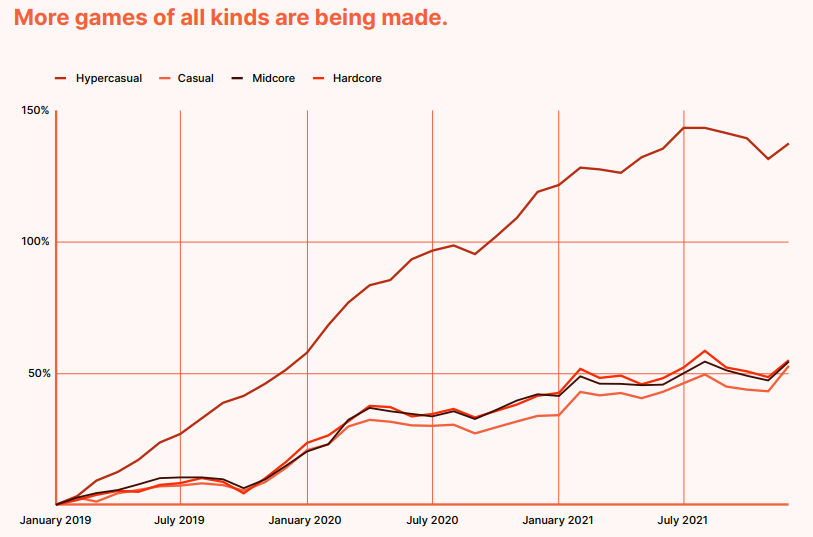 More games of all kinds are being made.
Hypercasual Casual Midcore Hardcore
150%
100%
50%
January 2019 July 2019 January 2020 July 2020 January 2021 July 2021